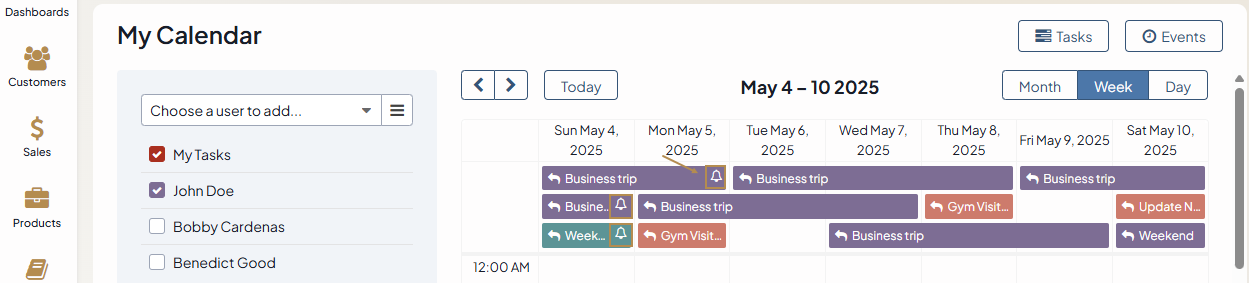 Dashboards
Customers
Sales
Products
My Calendar
Tasks
Events
Choose a user to add...
My Tasks
John Doe
Bobby Cardenas
Benedict Good
Today
May 4 – 10 2025
Month
Week
Day
Sun May 4,
2025
Mon May 5,
2025
Tue May 6,
2025
Wed May 7,
2025
Thu May 8,
2025
Fri May 9, 2025
Sat May 10,
2025
Business trip
Business trip
Business trip
Busine...
Business trip
Gym Visit...
Update N...
Week...
Gym Visit...
Business trip
Weekend
12:00 AM